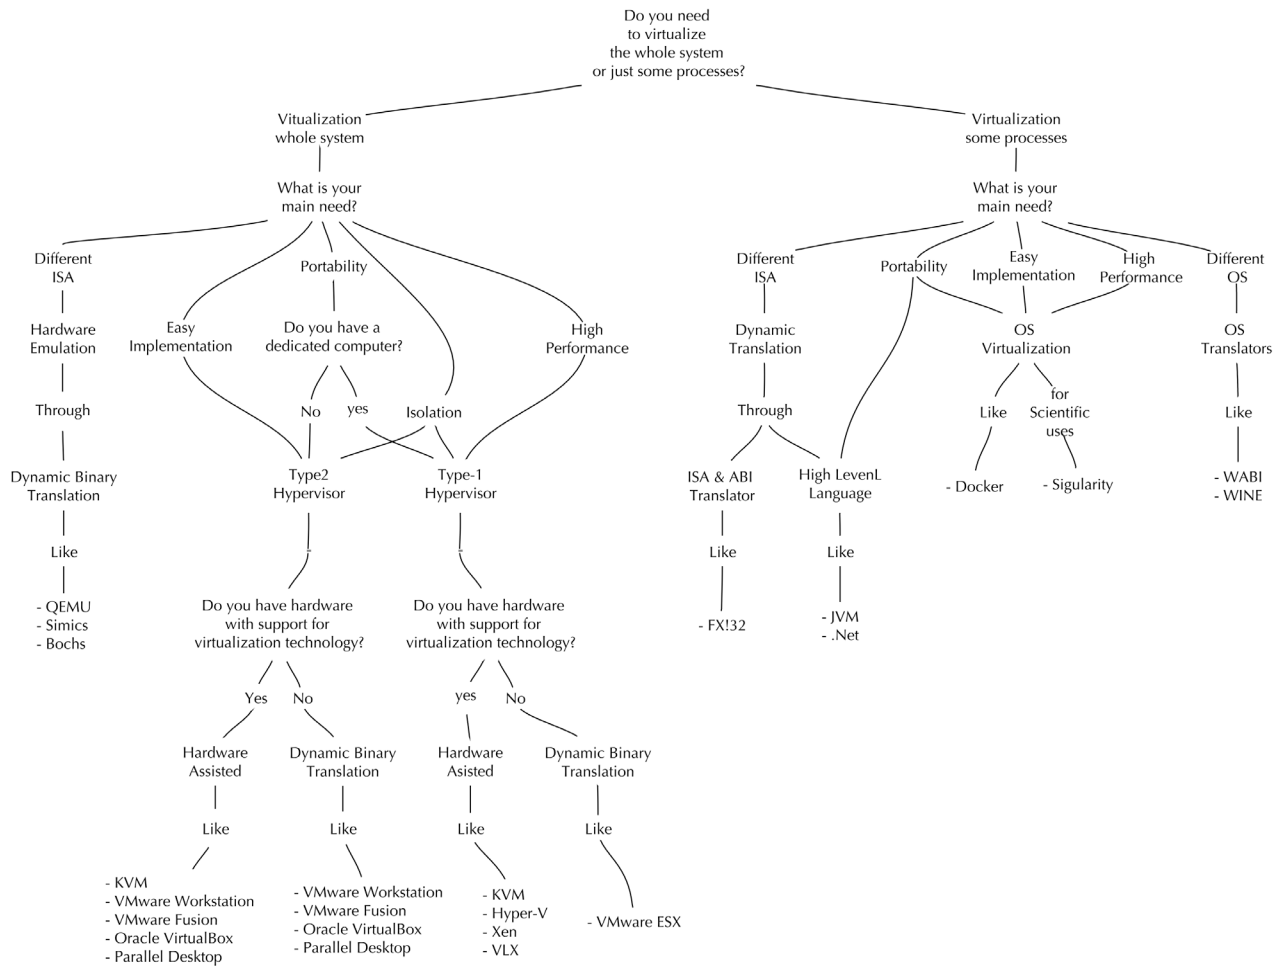 Do you need
to virtualize
the whole system
or just some processes?
Vitualization
whole system
Virtualization
some processes
What is your
main need?
What is your
main need?
Different
ISA
Portability
Different
ISA
Portability
Easy
Implementation
High
Performance
Different
OS
Hardware
Emulation
Easy
Implementation
Do you have a
dedicated computer?
High
Performance
Dynamic
Translation
OS
Virtualization
OS
Translators
Through
No
yes
Isolation
Through
Like
for
Scientific
uses
Like
Dynamic Binary
Translation
Type2
Hypervisor
Type-1
Hypervisor
ISA & ABI
Translator
High LevenL
Language
- Docker
- Sigularity
- WABI
- WINE
Like
-
-
Like
Like
- QEMU
- Simics
- Bochs
Do you have hardware
with support for
virtualization technology?
Do you have hardware
with support for
virtualization technology?
- FX!32
- JVM
- .Net
Yes
No
yes
No
Hardware
Assisted
Dynamic Binary
Translation
Hardware
Asisted
Dynamic Binary
Translation
Like
Like
Like
Like
- KVM
- VMware Workstation
- VMware Fusion
- Oracle VirtualBox
- Parallel Desktop
- VMware Workstation
- VMware Fusion
- Oracle VirtualBox
- Parallel Desktop
- KVM
- Hyper-V
- Xen
- VLX
- VMware ESX